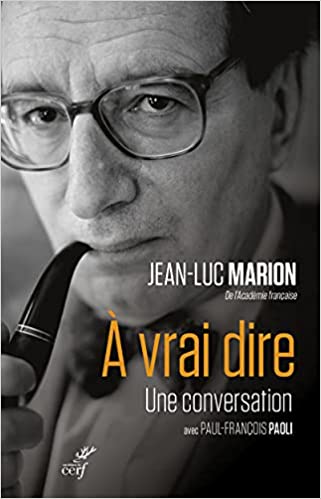 JEAN-LUC MARION
De l'Académie française
À vrai dire
Une conversation
avec PAUL-FRANÇOIS PAOLI
cerf